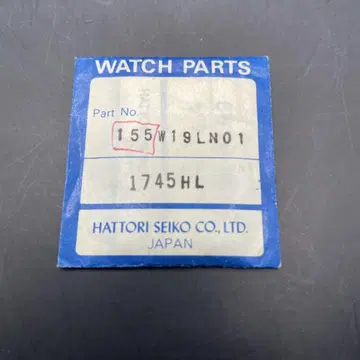 WATCH PARTS
Part No.
155W19LN01
1745HL
HATTORI SEIKO CO., LTD.
JAPAN